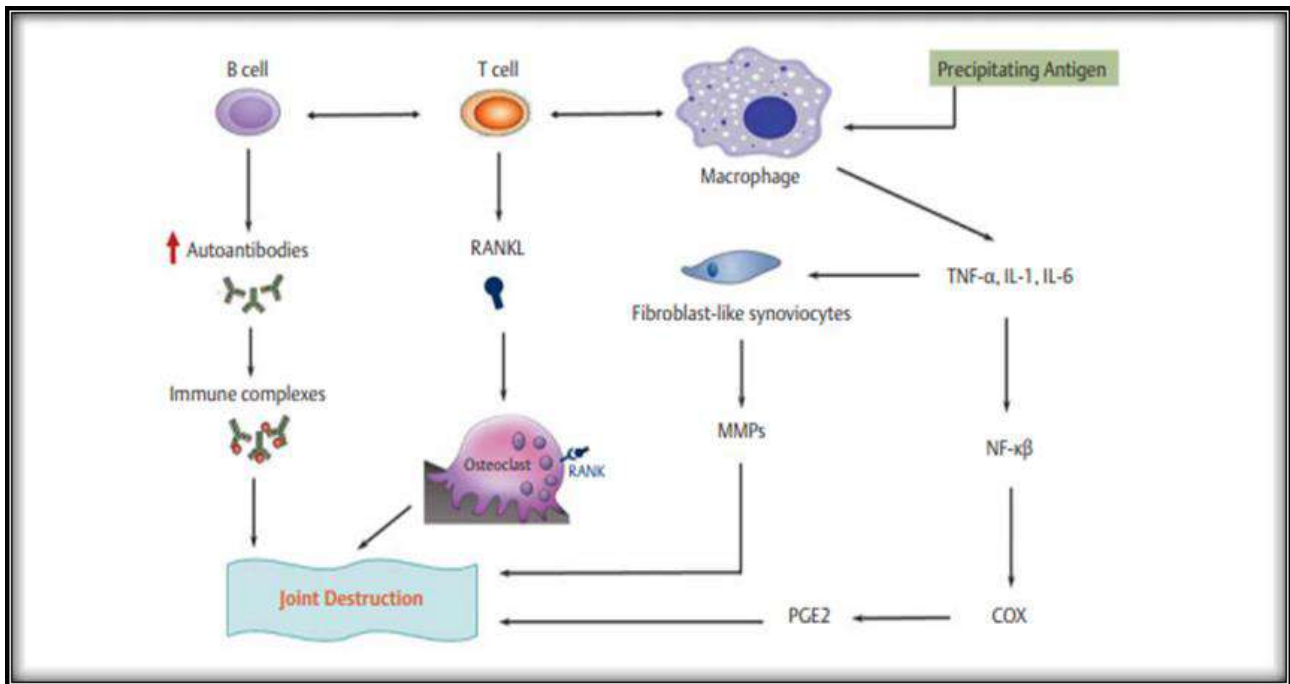 B cell
T cell
Precipitating Antigen
Macrophage
Autoantibodies
RANKL
TNF-α, IL-1, IL-6
Fibroblast-like synoviocytes
Immune complexes
MMPs
NF-κβ
Osteoclast
RANK
Joint Destruction
PGE2
COX